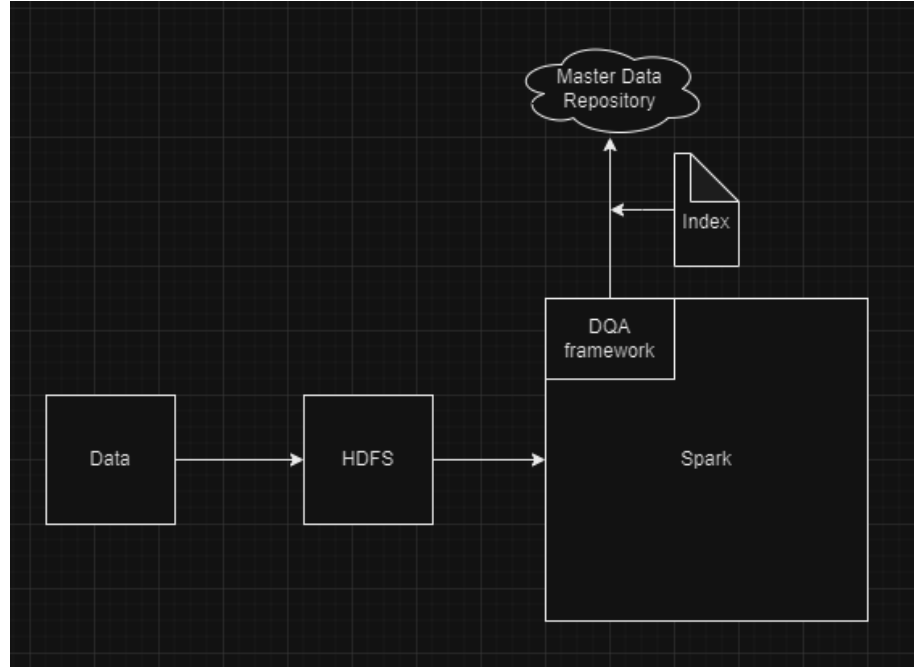 Master Data
Repository
Index
DQA
framework
Data
HDFS
Spark